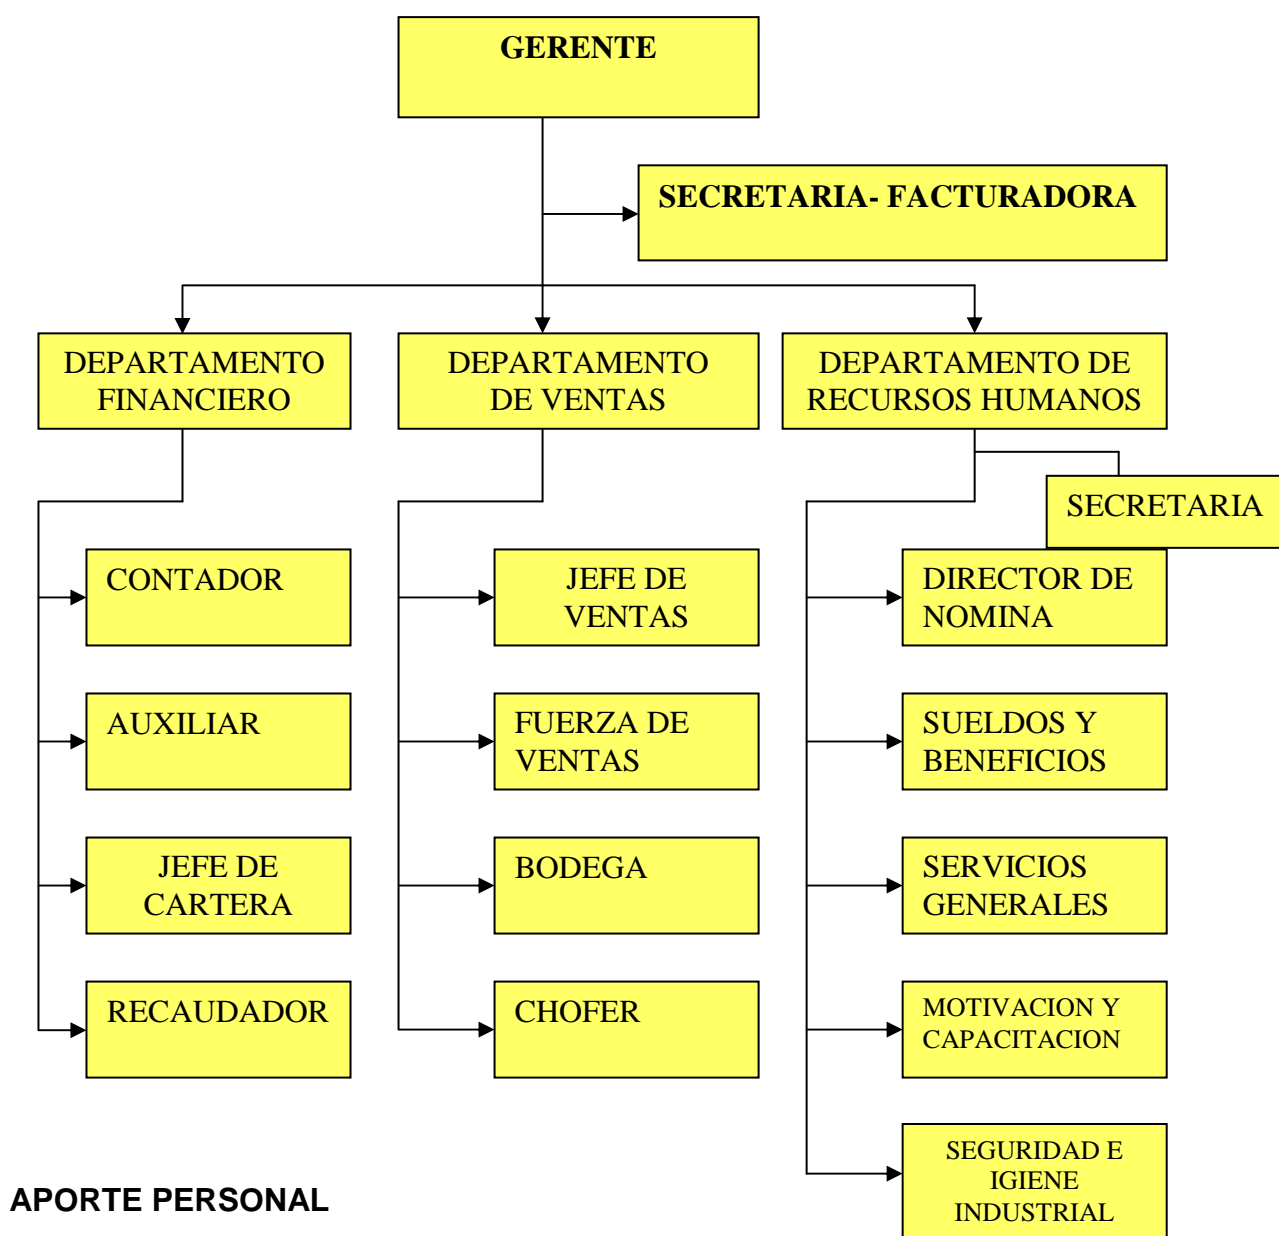 GERENTE
SECRETARIA- FACTURADORA
DEPARTAMENTO
FINANCIERO
DEPARTAMENTO
DE VENTAS
DEPARTAMENTO DE
RECURSOS HUMANOS
SECRETARIA
CONTADOR
AUXILIAR
JEFE DE
CARTERA
RECAUDADOR
JEFE DE
VENTAS
FUERZA DE
VENTAS
BODEGA
CHOFER
DIRECTOR DE
NOMINA
SUELDOS Y
BENEFICIOS
SERVICIOS
GENERALES
MOTIVACION Y
CAPACITACION
SEGURIDAD E
IGIENE
INDUSTRIAL
APORTE PERSONAL